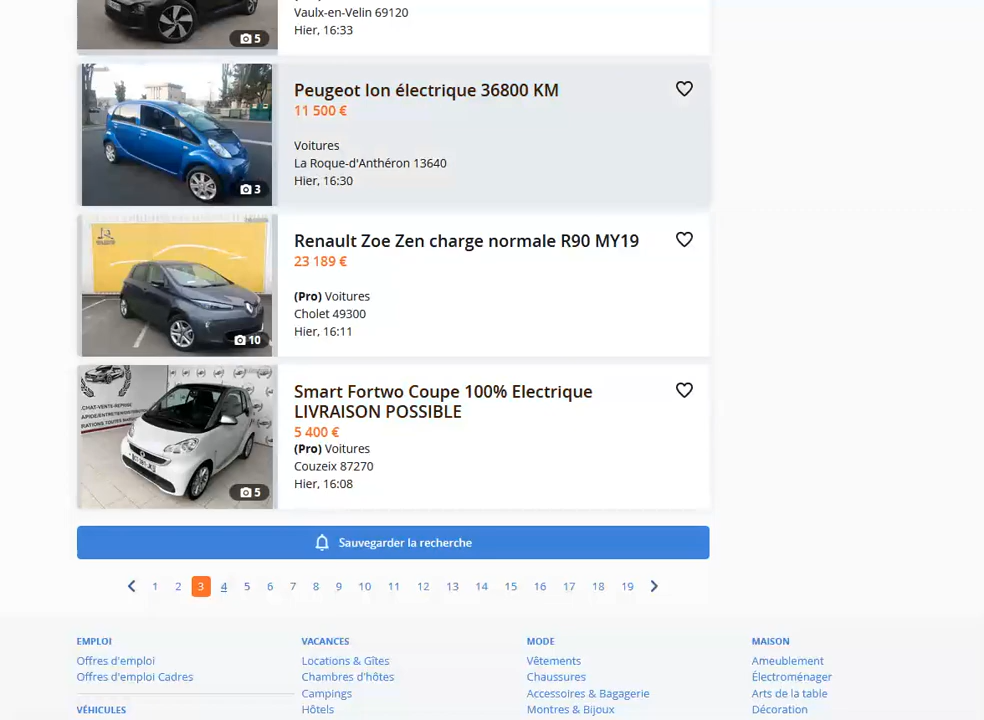 Vaulx-en-Velin 69120
Hier, 16:33
5
Peugeot Ion électrique 36800 KM
11 500 €
Voitures
La Roque-d'Anthéron 13640
Hier, 16:30
3
Renault Zoe Zen charge normale R90 MY19
23 189 €
(Pro) Voitures
Cholet 49300
Hier, 16:11
10
Smart Fortwo Coupe 100% Electrique
LIVRAISON POSSIBLE
5 400 €
(Pro) Voitures
Couzeix 87270
Hier, 16:08
5
Sauvegarder la recherche
1 2 3 4 5 6 7 8 9 10 11 12 13 14 15 16 17 18 19
EMPLOI
Offres d'emploi
Offres d'emploi Cadres
VÉHICULES
VACANCES
Locations & Gîtes
Chambres d'hôtes
Campings
Hôtels
MODE
Vêtements
Chaussures
Accessoires & Bagagerie
Montres & Bijoux
MAISON
Ameublement
Électroménager
Arts de la table
Décoration